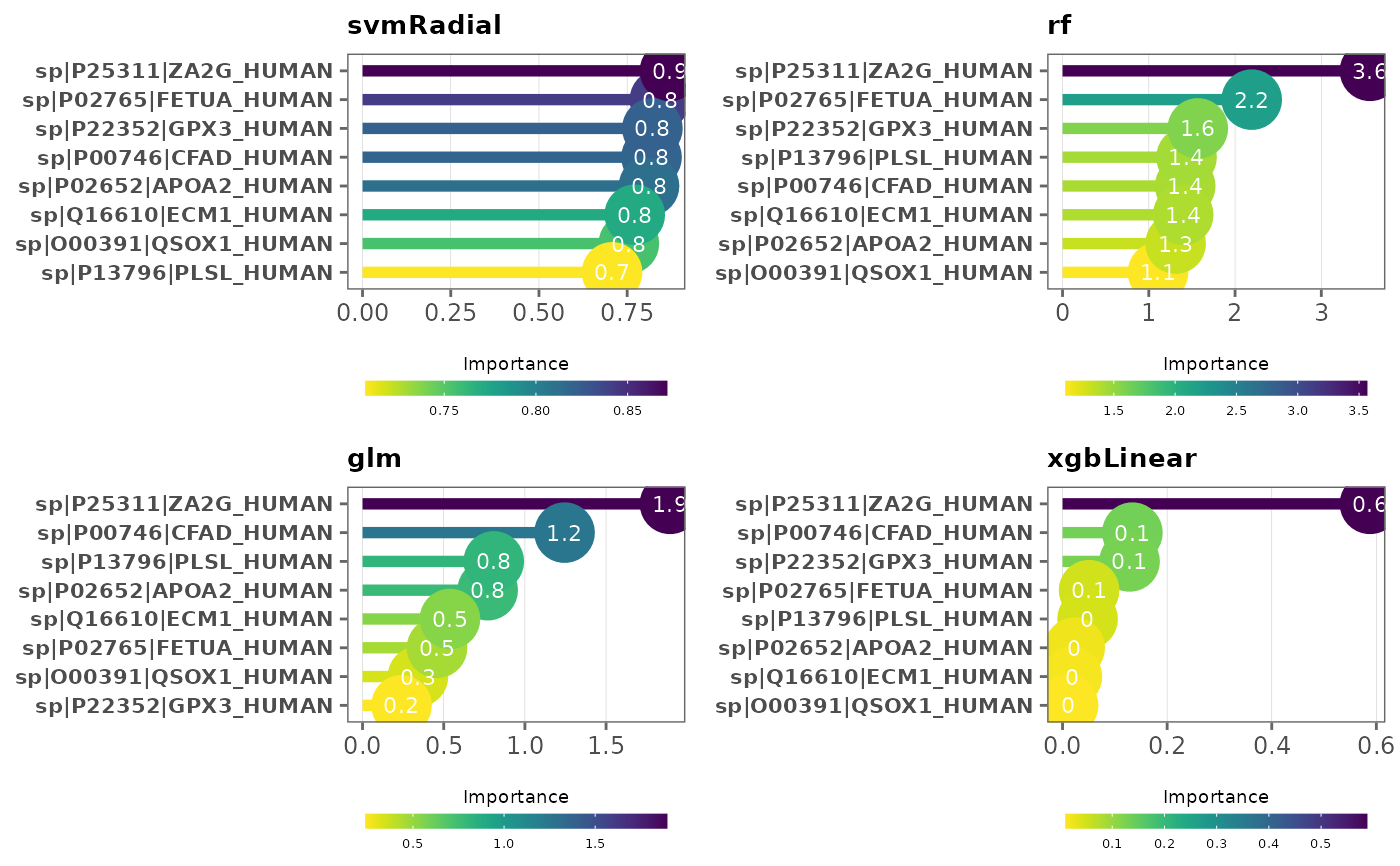 svmRadial
sp|P25311|ZA2G_HUMAN 0.9
sp|P02765|FETUA_HUMAN 0.8
sp|P22352|GPX3_HUMAN 0.8
sp|P00746|CFAD_HUMAN 0.8
sp|P02652|APOA2_HUMAN 0.8
sp|Q16610|ECM1_HUMAN 0.8
sp|O00391|QSOX1_HUMAN 0.8
sp|P13796|PLSL_HUMAN 0.7
0.00 0.25 0.50 0.75
Importance
0.75 0.80 0.85
rf
sp|P25311|ZA2G_HUMAN 3.6
sp|P02765|FETUA_HUMAN 2.2
sp|P22352|GPX3_HUMAN 1.6
sp|P13796|PLSL_HUMAN 1.4
sp|P00746|CFAD_HUMAN 1.4
sp|Q16610|ECM1_HUMAN 1.4
sp|P02652|APOA2_HUMAN 1.3
sp|O00391|QSOX1_HUMAN 1.1
0 1 2 3
Importance
1.5 2.0 2.5 3.0 3.5
glm
sp|P25311|ZA2G_HUMAN 1.9
sp|P00746|CFAD_HUMAN 1.2
sp|P13796|PLSL_HUMAN 0.8
sp|P02652|APOA2_HUMAN 0.8
sp|Q16610|ECM1_HUMAN 0.5
sp|P02765|FETUA_HUMAN 0.5
sp|O00391|QSOX1_HUMAN 0.3
sp|P22352|GPX3_HUMAN 0.2
0.0 0.5 1.0 1.5
Importance
0.5 1.0 1.5
xgbLinear
sp|P25311|ZA2G_HUMAN 0.6
sp|P00746|CFAD_HUMAN 0.1
sp|P22352|GPX3_HUMAN 0.1
sp|P02765|FETUA_HUMAN 0.1
sp|P13796|PLSL_HUMAN 0
sp|P02652|APOA2_HUMAN 0
sp|Q16610|ECM1_HUMAN 0
sp|O00391|QSOX1_HUMAN 0
0.0 0.2 0.4 0.6
Importance
0.1 0.2 0.3 0.4 0.5